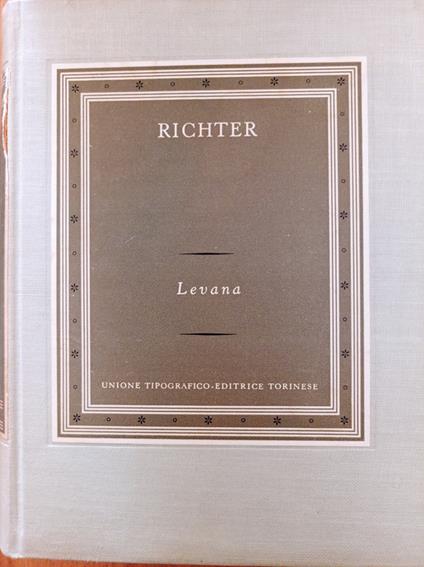 RICHTER
Levana
UNIONE TIPOGRAFICO-EDITRICE TORINESE